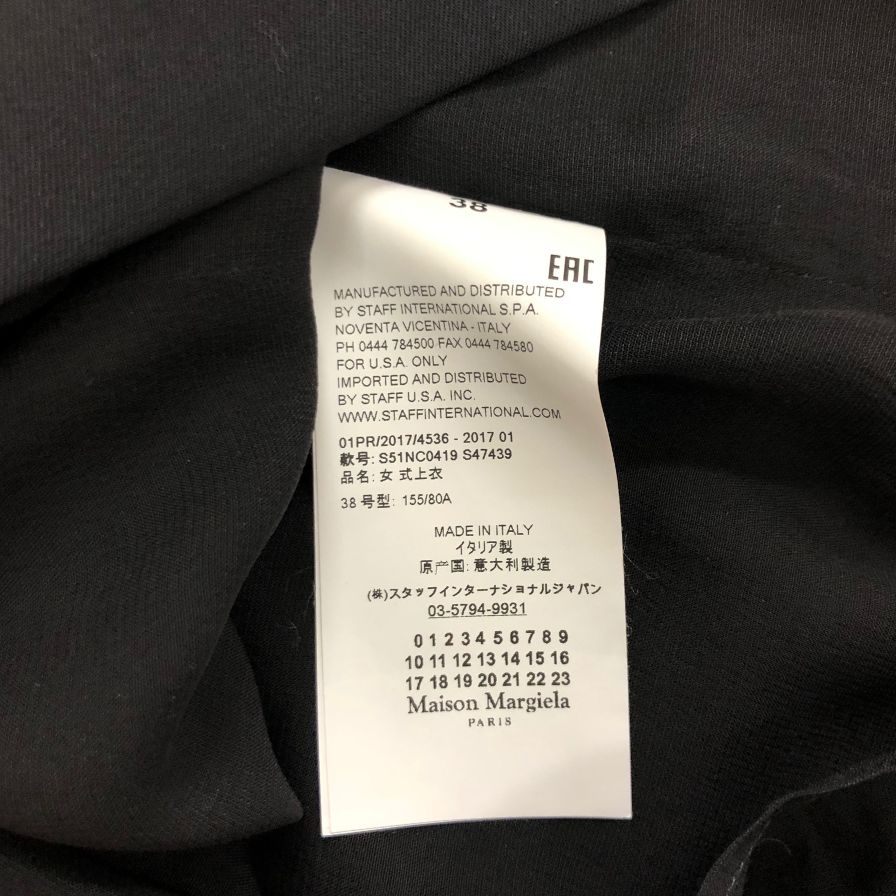 38
EAC
MANUFACTURED AND DISTRIBUTED
BY STAFF INTERNATIONAL S.P.A.
NOVENTA VICENTINA - ITALY
PH 0444 784500 FAX 0444 784580
FOR U.S.A. ONLY
IMPORTED AND DISTRIBUTED
BY STAFF U.S.A. INC.
WWW.STAFFINTERNATIONAL.COM
01PR/2017/4536 - 2017 01
款号: S51NC0419 S47439
品名: 女式上衣
38 号型: 155/80A
MADE IN ITALY
イタリア製
原产国: 意大利製造
(株)スタッフインターナショナルジャパン
03-5794-9931
0 1 2 3 4 5 6 7 8 9
10 11 12 13 14 15 16
17 18 19 20 21 22 23
Maison Margiela
PARIS